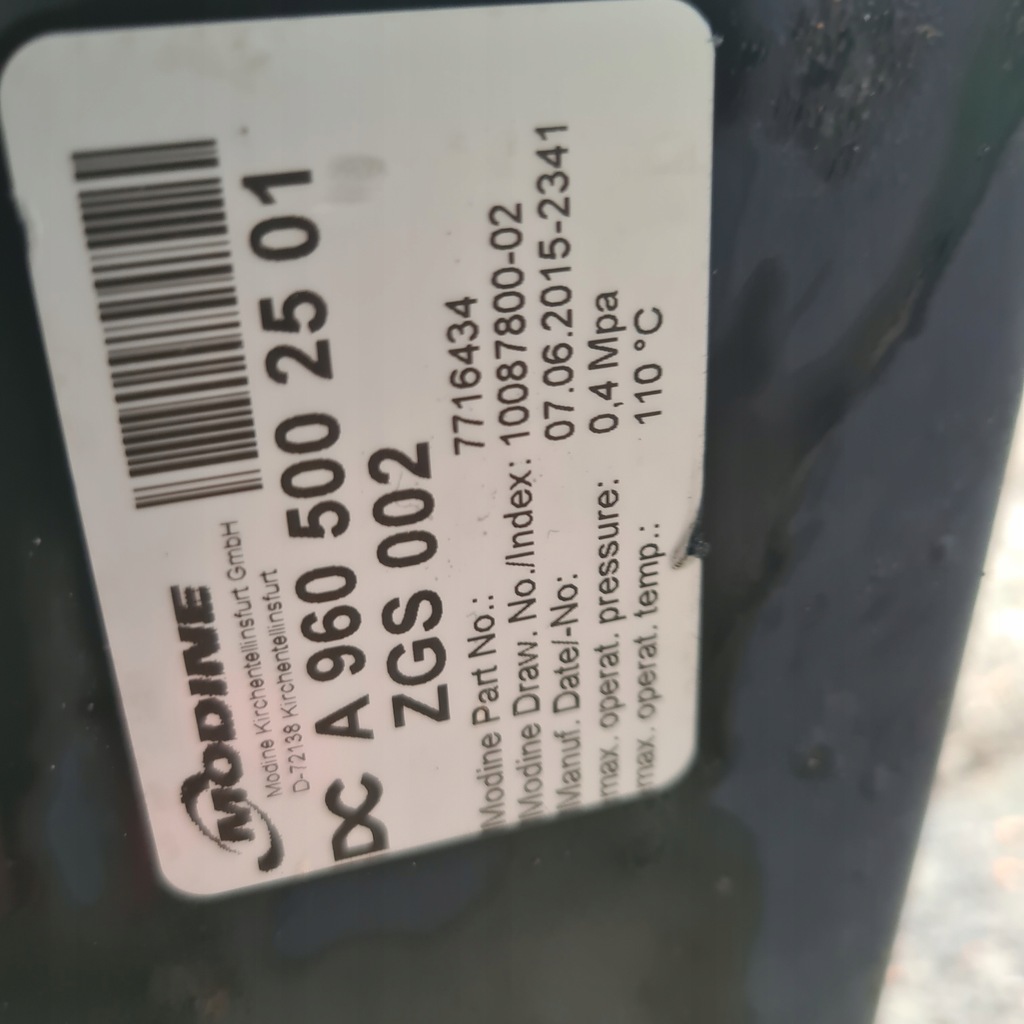 MODINE
Modine Kirchentellinsfurt GmbH
D-72138 Kirchentellinsfurt
DC A 960 500 25 01
ZGS 002
Modine Part No.: 7716434
Modine Draw. No./Index: 10087800-02
Manuf. Date/-No: 07.06.2015-2341
max. operat. pressure: 0,4 Mpa
max. operat. temp.: 110 °C